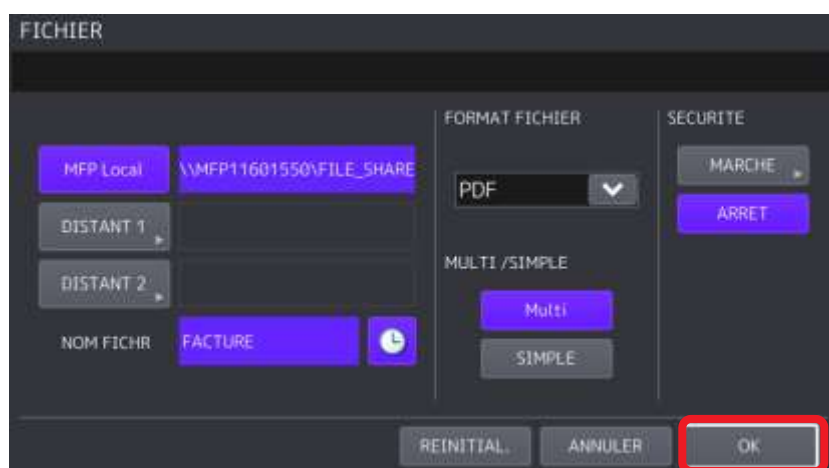 FICHIER
FORMAT FICHIER
SECURITE
MFP Local
\\MFP11601550\FILE_SHARE
PDF
MARCHE
DISTANT 1
ARRET
MULTI /SIMPLE
DISTANT 2
Multi
NOM FICHR
FACTURE
SIMPLE
REINITIAL.
ANNULER
OK